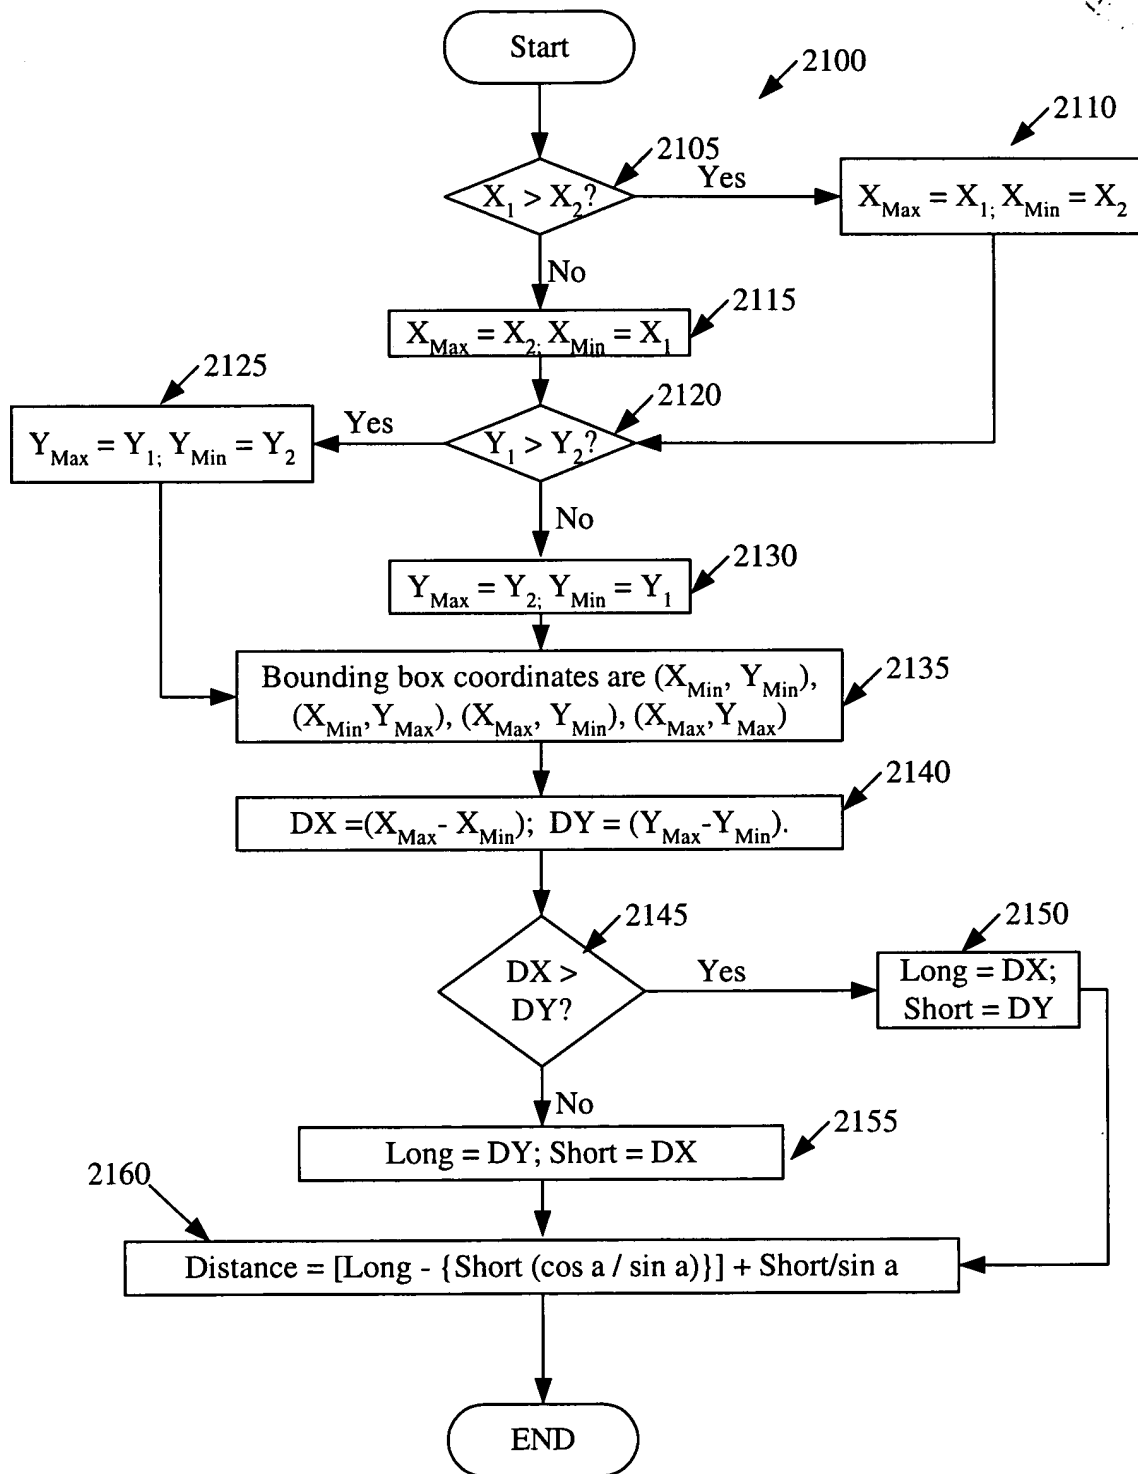 Start
2100
2110
2105
X1 > X2?
Yes
XMax = X1; XMin = X2
No
2115
XMax = X2; XMin = X1
2125
2120
Yes
YMax = Y1; YMin = Y2
Y1 > Y2?
No
2130
YMax = Y2; YMin = Y1
2135
Bounding box coordinates are (XMin, YMin),
(XMin,YMax), (XMax, YMin), (XMax,YMax)
2140
DX =(XMax- XMin); DY = (YMax-YMin).
2145
2150
DX >
DY?
Yes
Long = DX;
Short = DY
No
2155
Long = DY; Short = DX
2160
Distance = [Long - {Short (cos a / sin a)}] + Short/sin a
END